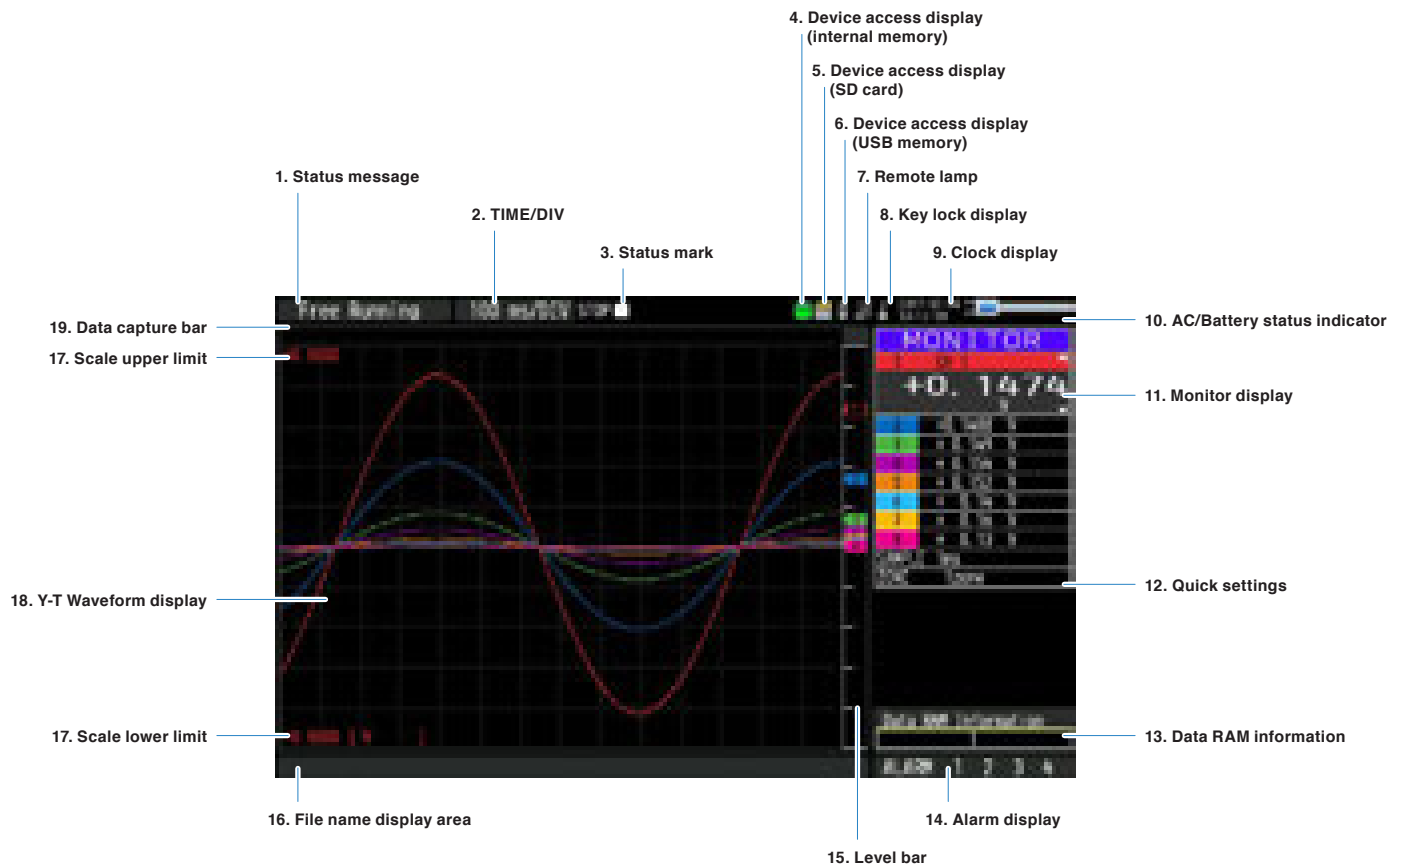 4. Device access display
(internal memory)
5. Device access display
(SD card)
6. Device access display
(USB memory)
1. Status message
7. Remote lamp
2. TIME/DIV
8. Key lock display
3. Status mark
9. Clock display
Free Running
100 ms/DIV STOP
19. Data capture bar
10. AC/Battery status indicator
17. Scale upper limit
MONITOR
+0. 1474
11. Monitor display
12. Quick settings
18. Y-T Waveform display
Data RAM information
17. Scale lower limit
13. Data RAM information
ALARM 1 2 3 4
16. File name display area
14. Alarm display
15. Level bar